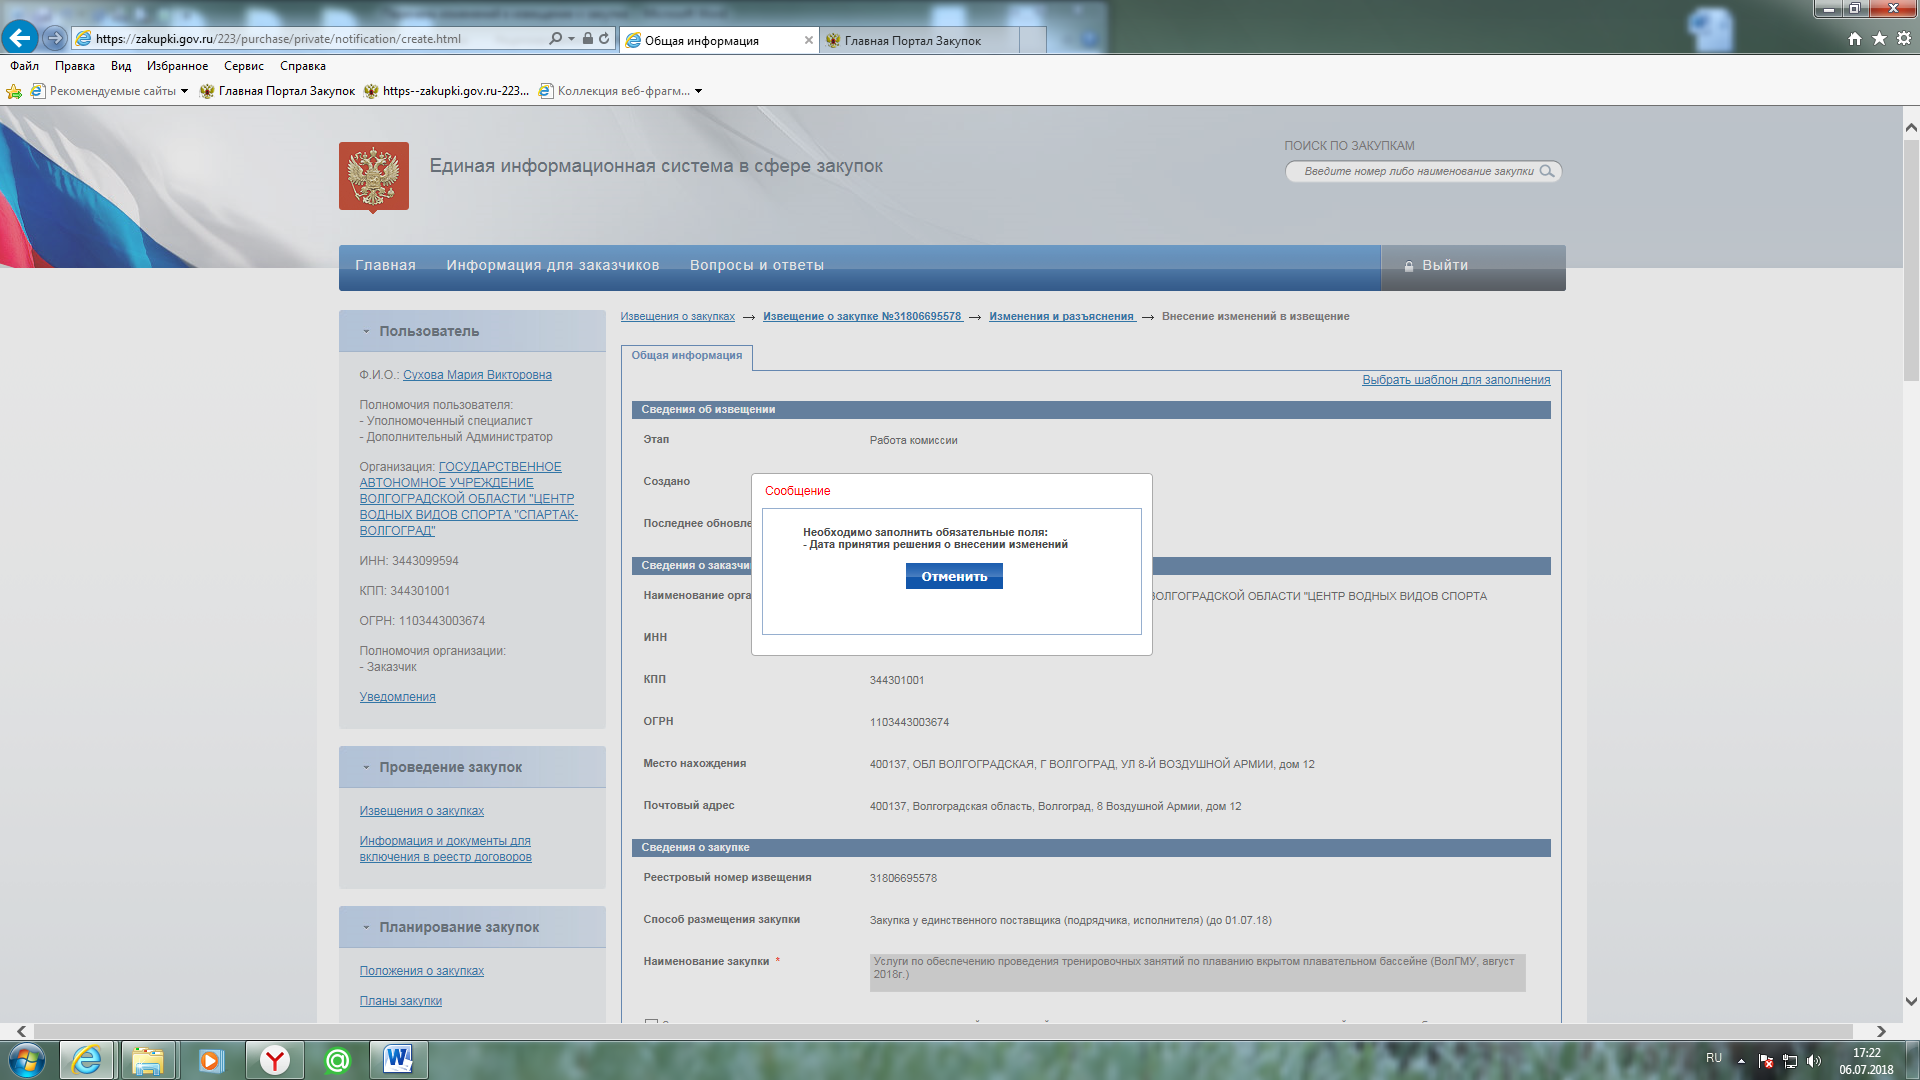 https://zakupki.gov.ru/223/purchase/private/notification/create.html
Общая информация
Главная Портал Закупок
Файл Правка Вид Избранное Сервис Справка
Рекомендуемые сайты Главная Портал Закупок https--zakupki.gov.ru-223... Коллекция веб-фрагм...
Единая информационная система в сфере закупок
ПОИСК ПО ЗАКУПКАМ
Введите номер либо наименование закупки
Главная Информация для заказчиков Вопросы и ответы Выйти
Извещения о закупках → Извещение о закупке №31806695578 → Изменения и разъяснения → Внесение изменений в извещение
Пользователь
Ф.И.О.: Сухова Мария Викторовна
Полномочия пользователя:
- Уполномоченный специалист
- Дополнительный Администратор
Организация: ГОСУДАРСТВЕННОЕ
АВТОНОМНОЕ УЧРЕЖДЕНИЕ
ВОЛГОГРАДСКОЙ ОБЛАСТИ "ЦЕНТР
ВОДНЫХ ВИДОВ СПОРТА "СПАРТАК-
ВОЛГОГРАД"
ИНН: 3443099594
КПП: 344301001
ОГРН: 1103443003674
Полномочия организации:
- Заказчик
Уведомления
Проведение закупок
Извещения о закупках
Информация и документы для
включения в реестр договоров
Планирование закупок
Положения о закупках
Планы закупки
Общая информация
Выбрать шаблон для заполнения
Сведения об извещении
Этап Работа комиссии
Создано
Последнее обновле
Сообщение
Необходимо заполнить обязательные поля:
- Дата принятия решения о внесении изменений
Отменить
Сведения о заказчи
Наименование орга ВОЛГОГРАДСКОЙ ОБЛАСТИ "ЦЕНТР ВОДНЫХ ВИДОВ СПОРТА
ИНН
КПП 344301001
ОГРН 1103443003674
Место нахождения 400137, ОБЛ ВОЛГОГРАДСКАЯ, Г ВОЛГОГРАД, УЛ 8-Й ВОЗДУШНОЙ АРМИИ, дом 12
Почтовый адрес 400137, Волгоградская область, Волгоград, 8 Воздушной Армии, дом 12
Сведения о закупке
Реестровый номер извещения 31806695578
Способ размещения закупки Закупка у единственного поставщика (подрядчика, исполнителя) (до 01.07.18)
Наименование закупки * Услуги по обеспечению проведения тренировочных занятий по плаванию вкрытом плавательном бассейне (ВолГМУ, август
2018г.)
RU 17:22
06.07.2018